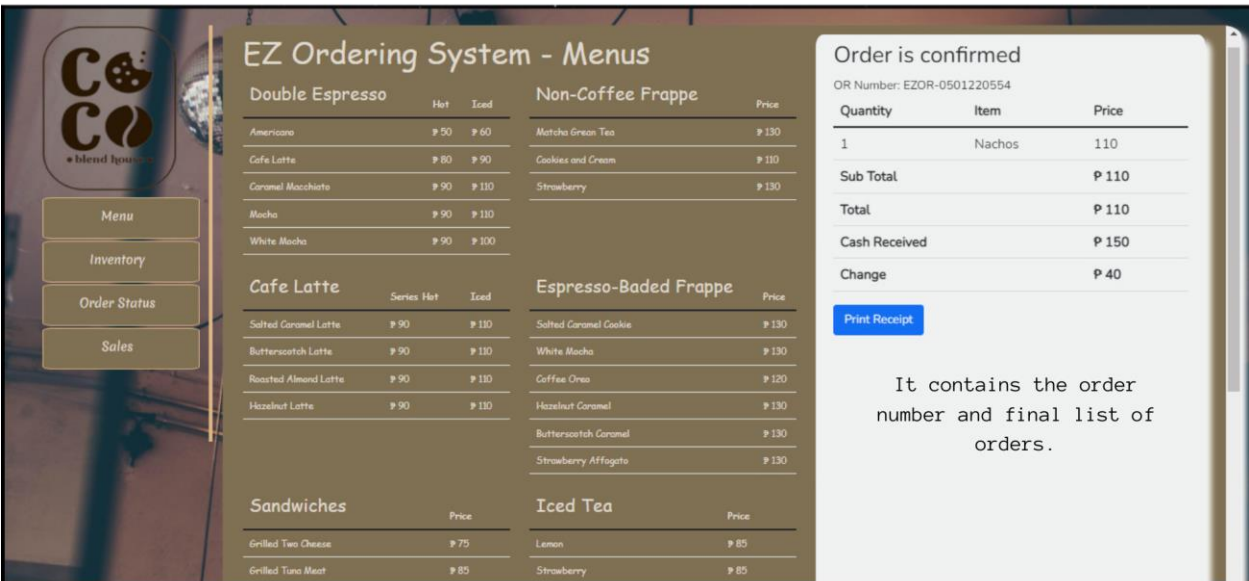 COCO
• blend house •
Menu
Inventory
Order Status
Sales
EZ Ordering System - Menus
Double Espresso Hot Iced
Americano ₱ 50 ₱ 60
Cafe Latte ₱ 80 ₱ 90
Caramel Macchiato ₱ 90 ₱ 110
Mocha ₱ 90 ₱ 110
White Mocha ₱ 90 ₱ 100
Non-Coffee Frappe Price
Matcha Grean Tea ₱ 130
Cookies and Cream ₱ 110
Strawberry ₱ 130
Cafe Latte Series Hot Iced
Salted Caramel Latte ₱ 90 ₱ 110
Butterscotch Latte ₱ 90 ₱ 110
Roasted Almond Latte ₱ 90 ₱ 110
Hazelnut Latte ₱ 90 ₱ 110
Espresso-Baded Frappe Price
Salted Caramel Cookie ₱ 130
White Mocha ₱ 130
Coffee Oreo ₱ 120
Hazelnut Caramel ₱ 130
Butterscotch Caramel ₱ 130
Strawberry Affogato ₱ 130
Sandwiches Price
Grilled Two Cheese ₱ 75
Grilled Tuna Meat ₱ 85
Iced Tea Price
Lemon ₱ 85
Strawberry ₱ 85
Order is confirmed
OR Number: EZOR-0501220554
Quantity Item Price
1 Nachos 110
Sub Total ₱ 110
Total ₱ 110
Cash Received ₱ 150
Change ₱ 40
Print Receipt
It contains the order
number and final list of
orders.